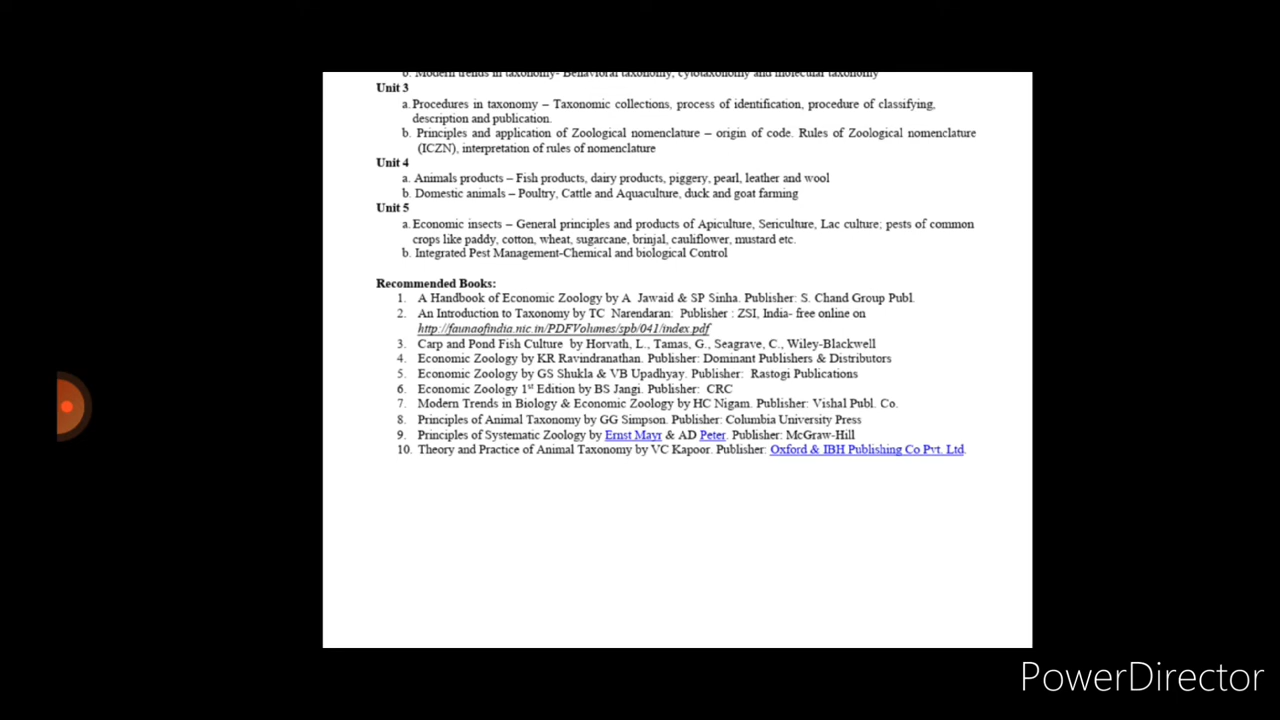 b. Modern trends in taxonomy- Behavioral taxonomy, cytotaxonomy and molecular taxonomy
Unit 3
a. Procedures in taxonomy – Taxonomic collections, process of identification, procedure of classifying,
description and publication.
b. Principles and application of Zoological nomenclature – origin of code. Rules of Zoological nomenclature
(ICZN), interpretation of rules of nomenclature
Unit 4
a. Animals products – Fish products, dairy products, piggery, pearl, leather and wool
b. Domestic animals – Poultry, Cattle and Aquaculture, duck and goat farming
Unit 5
a. Economic insects – General principles and products of Apiculture, Sericulture, Lac culture; pests of common
crops like paddy, cotton, wheat, sugarcane, brinjal, cauliflower, mustard etc.
b. Integrated Pest Management-Chemical and biological Control
Recommended Books:
1. A Handbook of Economic Zoology by A Jawaid & SP Sinha. Publisher: S. Chand Group Publ.
2. An Introduction to Taxonomy by TC Narendaran: Publisher : ZSI, India- free online on
http://faunaofindia.nic.in/PDFVolumes/spb/041/index.pdf
3. Carp and Pond Fish Culture by Horvath, L., Tamas, G., Seagrave, C., Wiley-Blackwell
4. Economic Zoology by KR Ravindranathan. Publisher: Dominant Publishers & Distributors
5. Economic Zoology by GS Shukla & VB Upadhyay. Publisher: Rastogi Publications
6. Economic Zoology 1st Edition by BS Jangi. Publisher: CRC
7. Modern Trends in Biology & Economic Zoology by HC Nigam. Publisher: Vishal Publ. Co.
8. Principles of Animal Taxonomy by GG Simpson. Publisher: Columbia University Press
9. Principles of Systematic Zoology by Ernst Mayr & AD Peter. Publisher: McGraw-Hill
10. Theory and Practice of Animal Taxonomy by VC Kapoor. Publisher: Oxford & IBH Publishing Co Pvt. Ltd.
PowerDirector